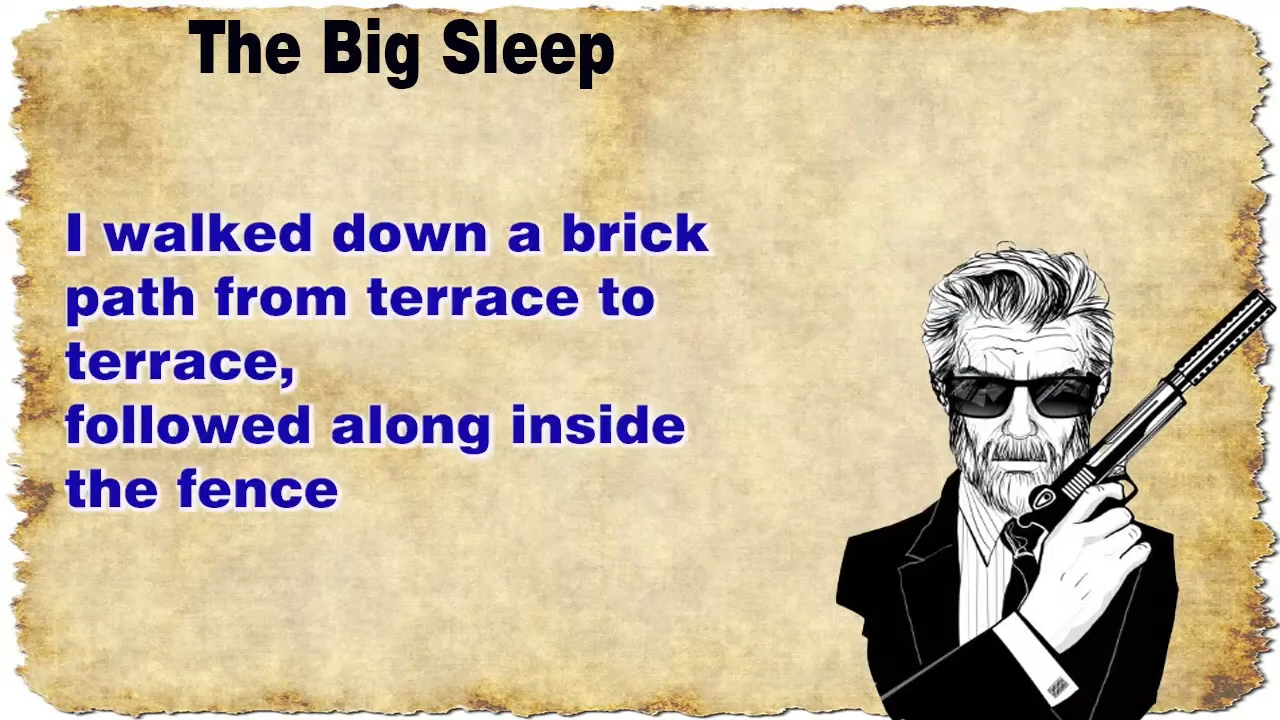 The Big Sleep
I walked down a brick
path from terrace to
terrace,
followed along inside
the fence